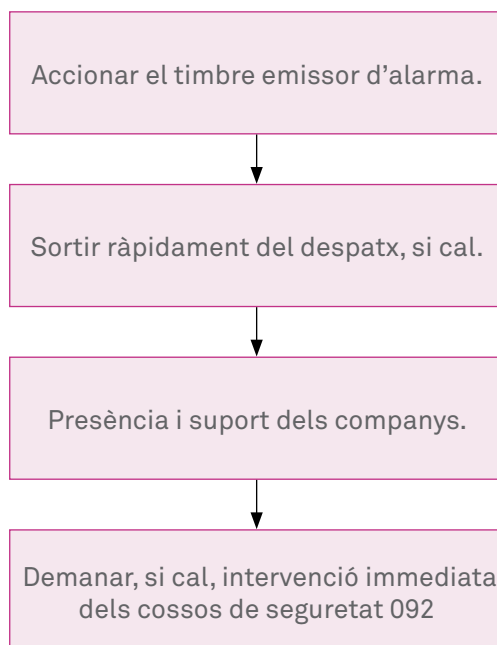 Accionar el timbre emissor d’alarma.
Sortir ràpidament del despatx, si cal.
Presència i suport dels companys.
Demanar, si cal, intervenció immediata
dels cossos de seguretat 092